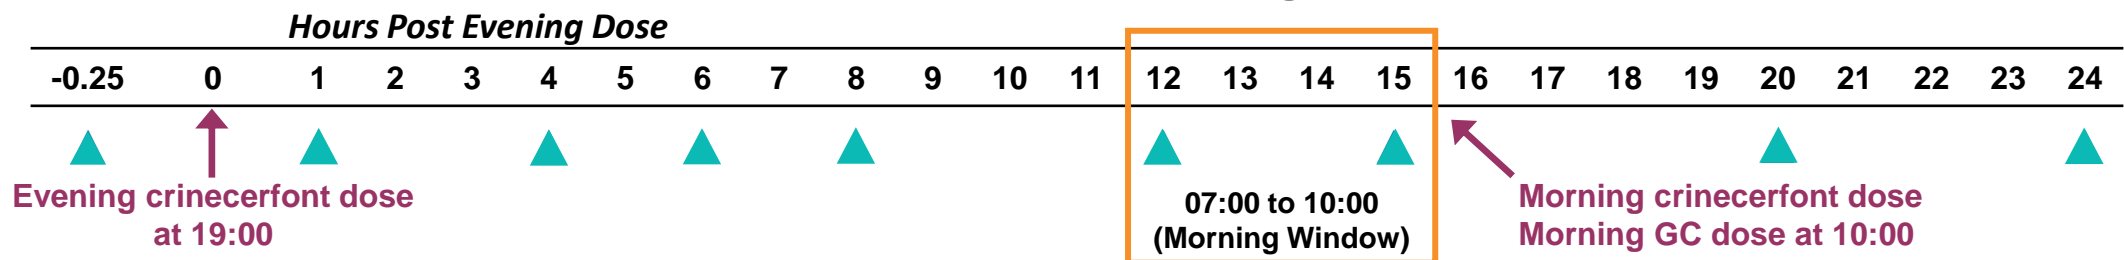 Hours Post Evening Dose
-0.25 0 1 2 3 4 5 6 7 8 9 10 11 12 13 14 15 16 17 18 19 20 21 22 23 24
Evening crinecerfont dose
at 19:00
07:00 to 10:00
(Morning Window)
Morning crinecerfont dose
Morning GC dose at 10:00